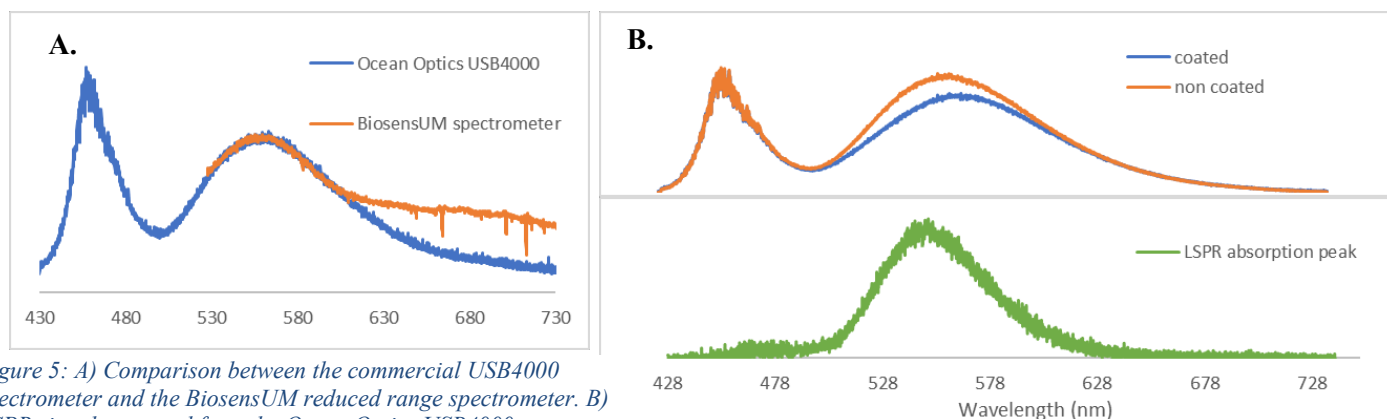 A.
Ocean Optics USB4000
BiosensUM spectrometer
430 480 530 580 630 680 730
B.
coated
non coated
LSPR absorption peak
428 478 528 578 628 678 728
Wavelength (nm)
gure 5: A) Comparison between the commercial USB4000
ectrometer and the BiosensUM reduced range spectrometer. B)